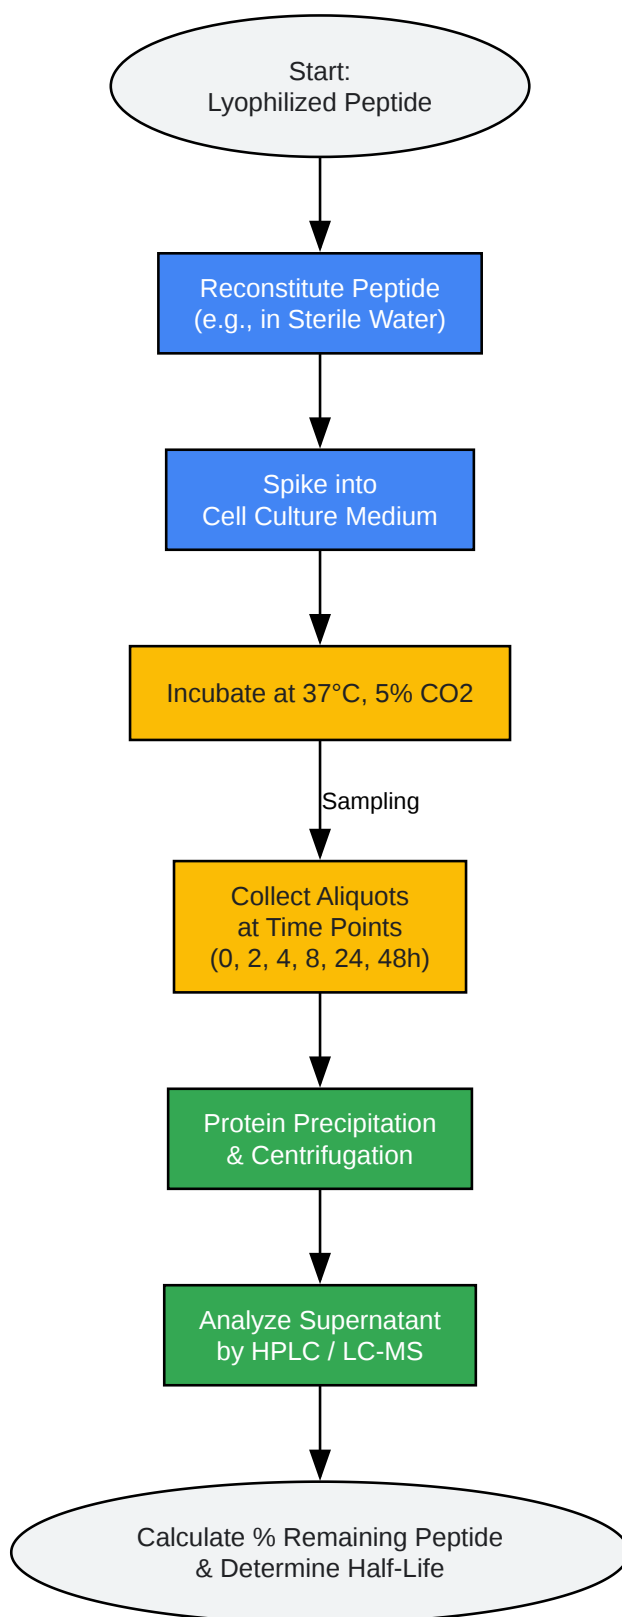 Start:
Lyophilized Peptide
Reconstitute Peptide
(e.g., in Sterile Water)
Spike into
Cell Culture Medium
Incubate at 37°C, 5% CO2
Sampling
Collect Aliquots
at Time Points
(0, 2, 4, 8, 24, 48h)
Protein Precipitation
& Centrifugation
Analyze Supernatant
by HPLC / LC-MS
Calculate % Remaining Peptide
& Determine Half-Life